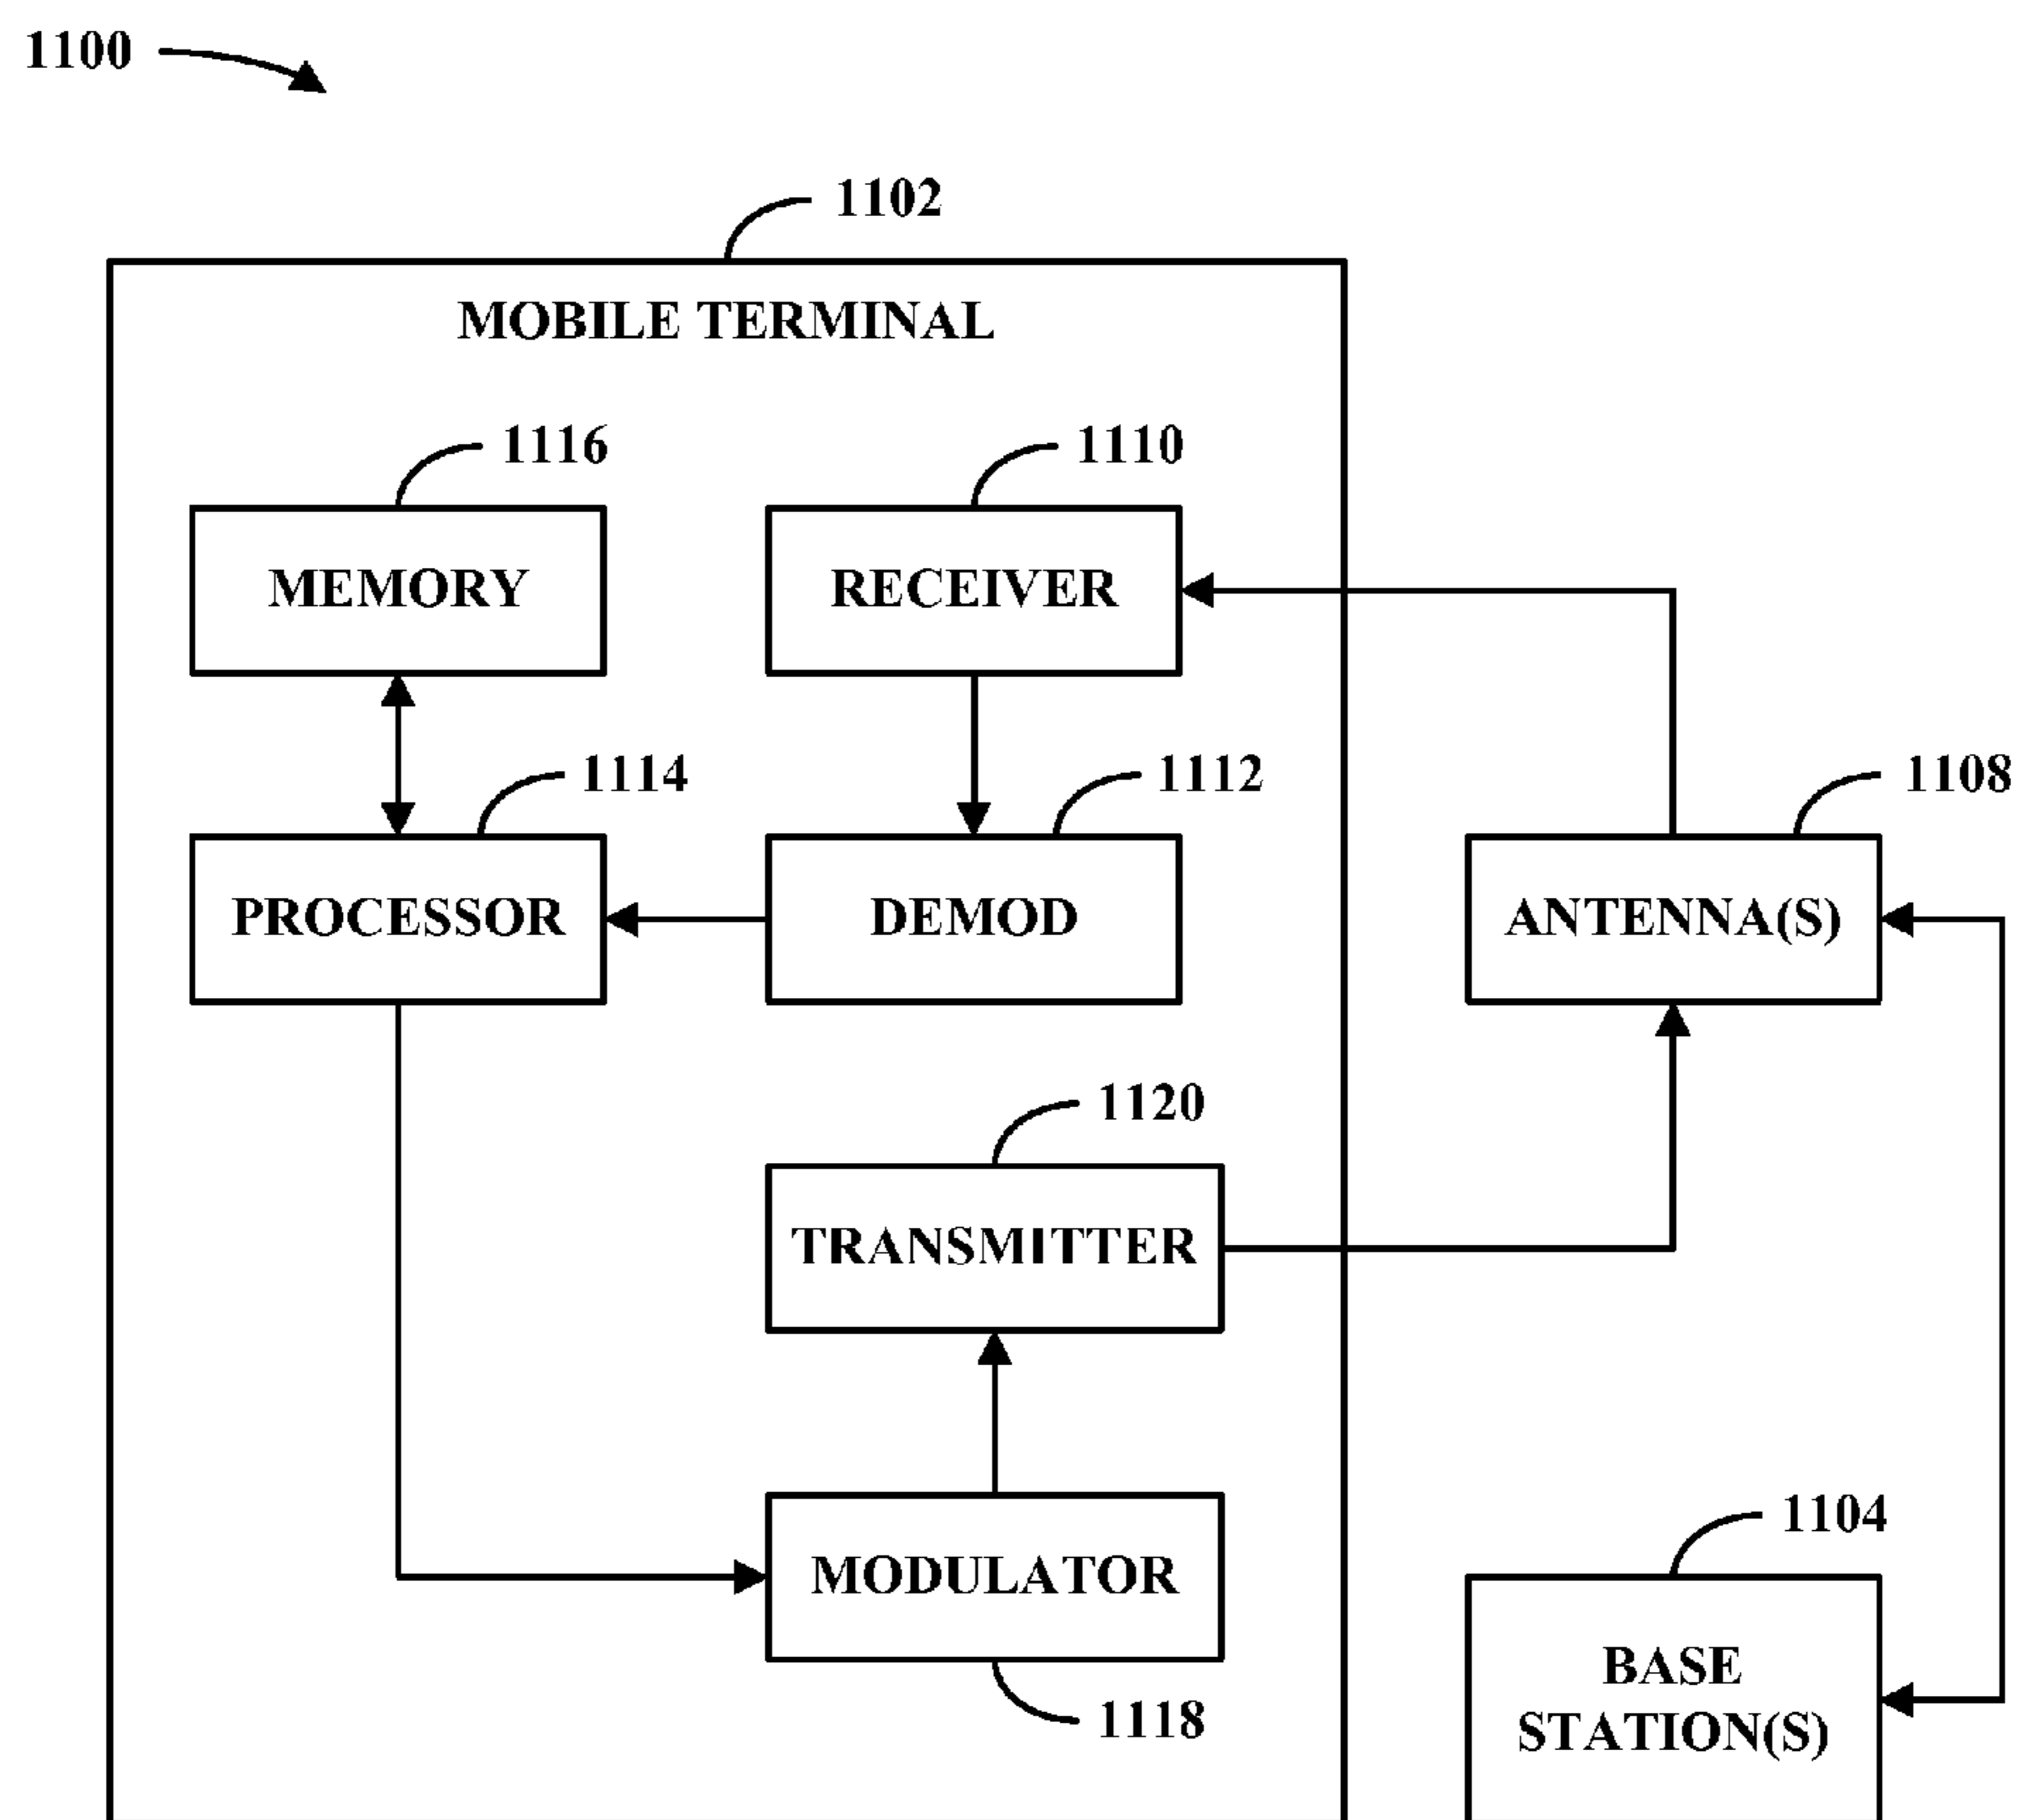 1100
1102
MOBILE TERMINAL
1116
1110
MEMORY
RECEIVER
1114
1112
1108
PROCESSOR
DEMOD
ANTENNA(S)
1120
TRANSMITTER
1104
MODULATOR
BASE
STATION(S)
1118